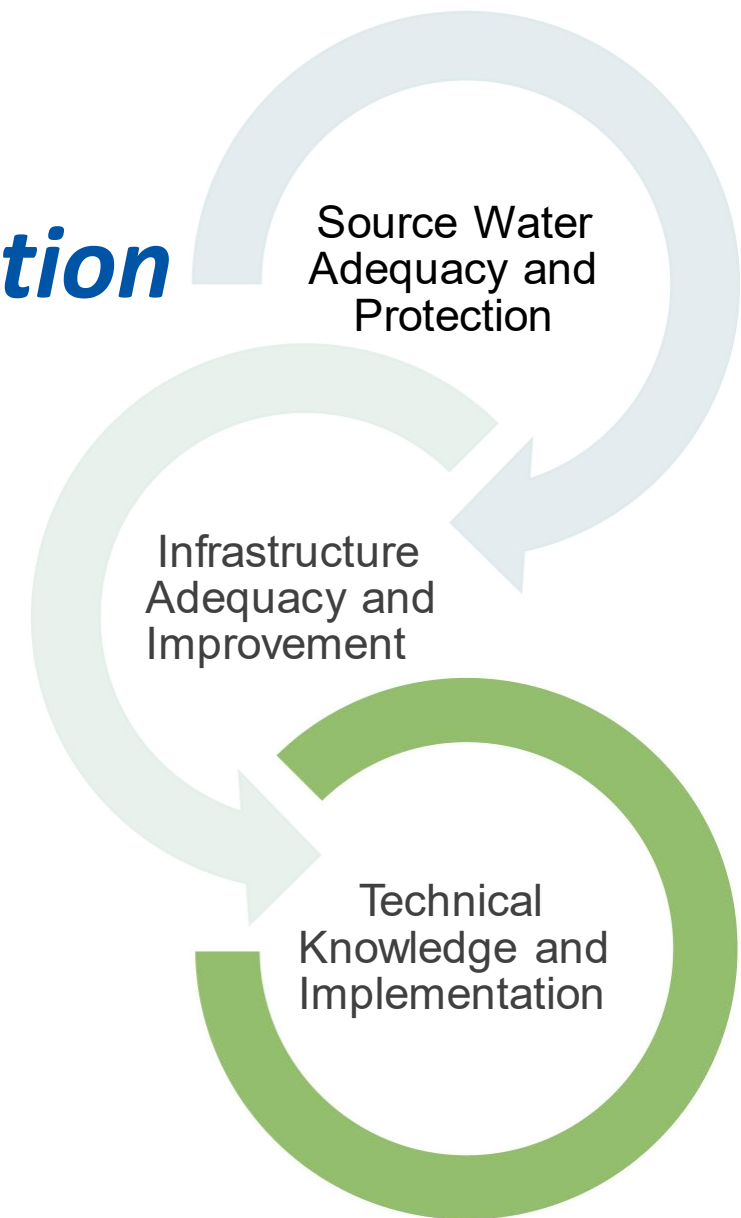 Source Water
Adequacy and
Protection
tion
Infrastructure
Adequacy and
Improvement
Technical
Knowledge and
Implementation